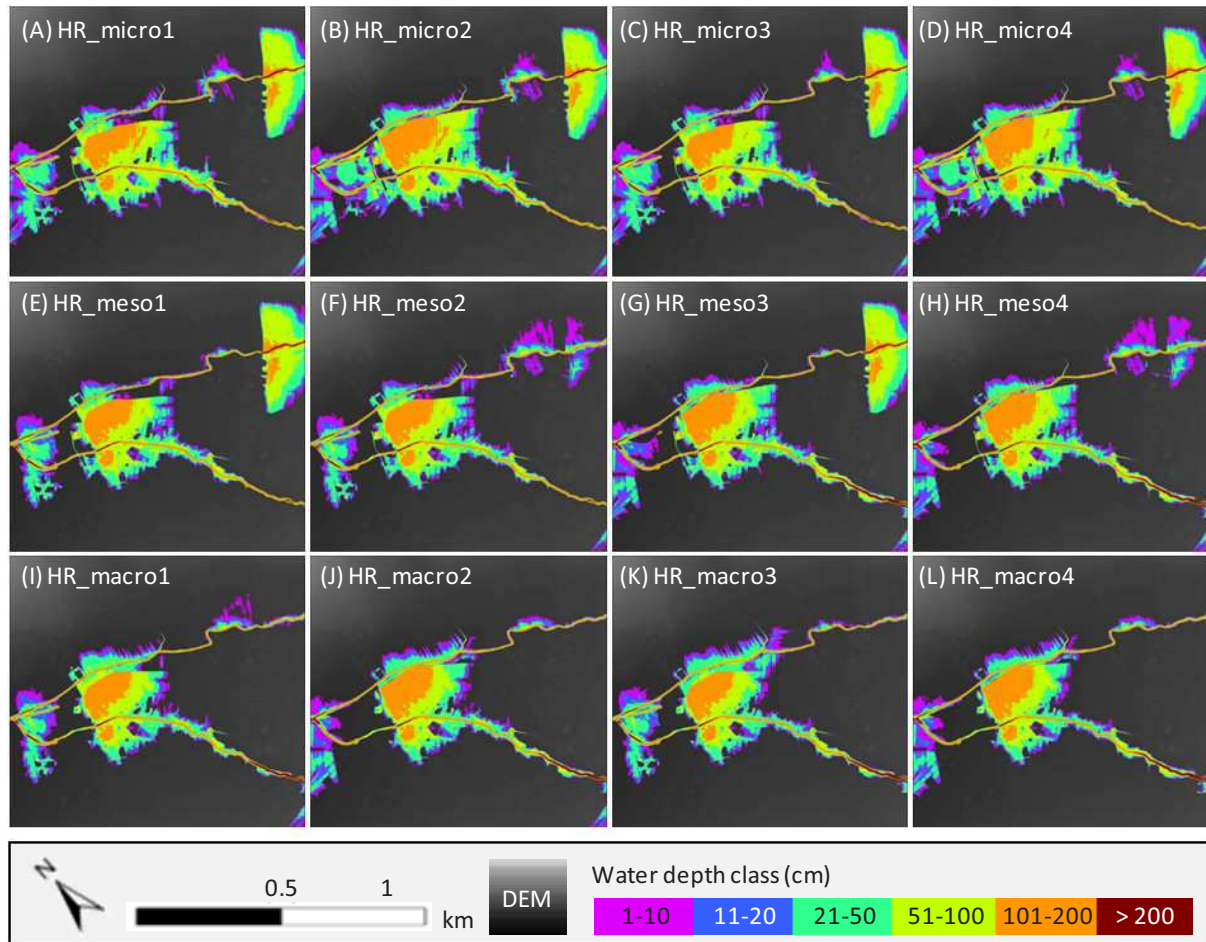 (A) HR_micro1
(B) HR_micro2
(C) HR_micro3
(D) HR_micro4
(E) HR_meso1
(F) HR_meso2
(G) HR_meso3
(H) HR_meso4
(I) HR_macro1
(J) HR_macro2
(K) HR_macro3
(L) HR_macro4
N
0.5 1
km
DEM
Water depth class (cm)
1-10 11-20 21-50 51-100 101-200 > 200